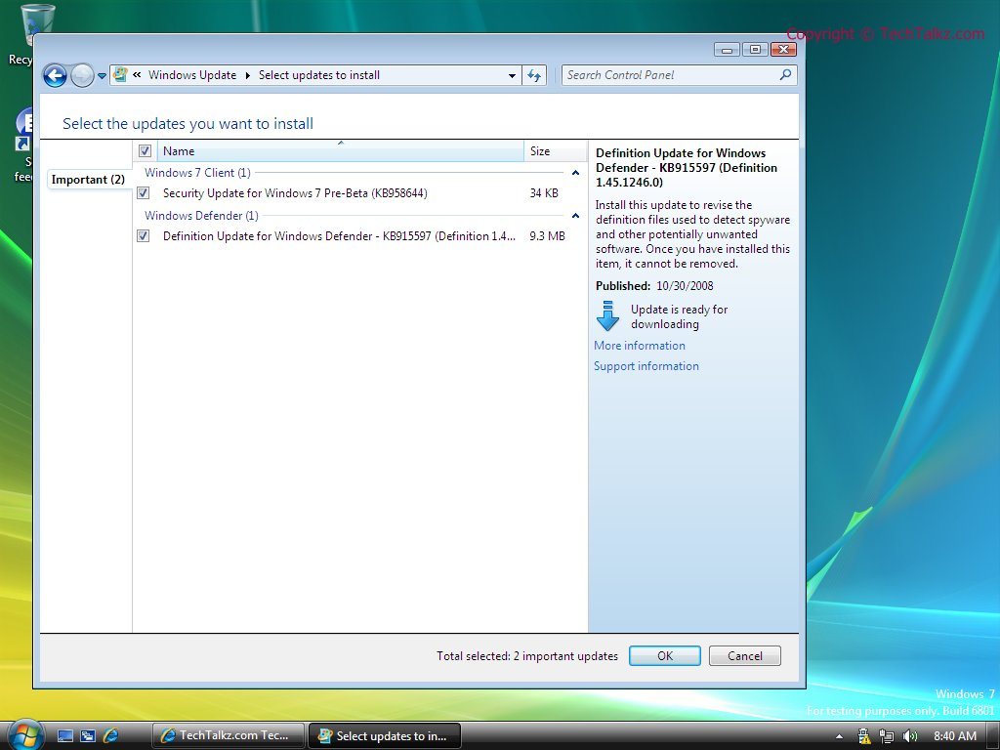 Copyright © TechTalkz.com
Recy
« Windows Update ▸ Select updates to install
Search Control Panel
Select the updates you want to install
Name
Size
Important (2)
Windows 7 Client (1)
Security Update for Windows 7 Pre-Beta (KB958644)
34 KB
Windows Defender (1)
Definition Update for Windows Defender - KB915597 (Definition 1.4...
9.3 MB
Definition Update for Windows
Defender - KB915597 (Definition
1.45.1246.0)
Install this update to revise the
definition files used to detect spyware
and other potentially unwanted
software. Once you have installed this
item, it cannot be removed.
Published: 10/30/2008
Update is ready for
downloading
More information
Support information
S
fee
Total selected: 2 important updates
OK
Cancel
Windows 7
For testing purposes only. Build 6801
TechTalkz.com Tec...
Select updates to in...
8:40 AM